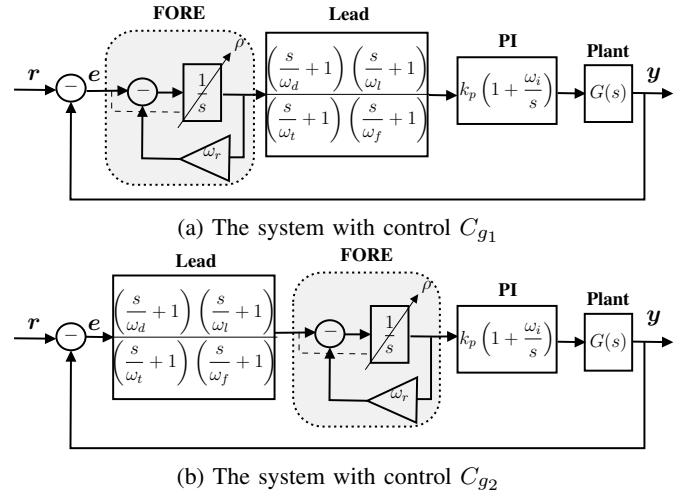 FORE
Lead
PI
Plant
r
−
e
−
1/s
ρ
ω_r
(s/ω_d + 1) (s/ω_l + 1)
(s/ω_t + 1) (s/ω_f + 1)
k_p (1 + ω_i/s)
G(s)
y
(a) The system with control C_{g_1}
Lead
FORE
PI
Plant
r
−
e
(s/ω_d + 1) (s/ω_l + 1)
(s/ω_t + 1) (s/ω_f + 1)
−
1/s
ρ
ω_r
k_p (1 + ω_i/s)
G(s)
y
(b) The system with control C_{g_2}